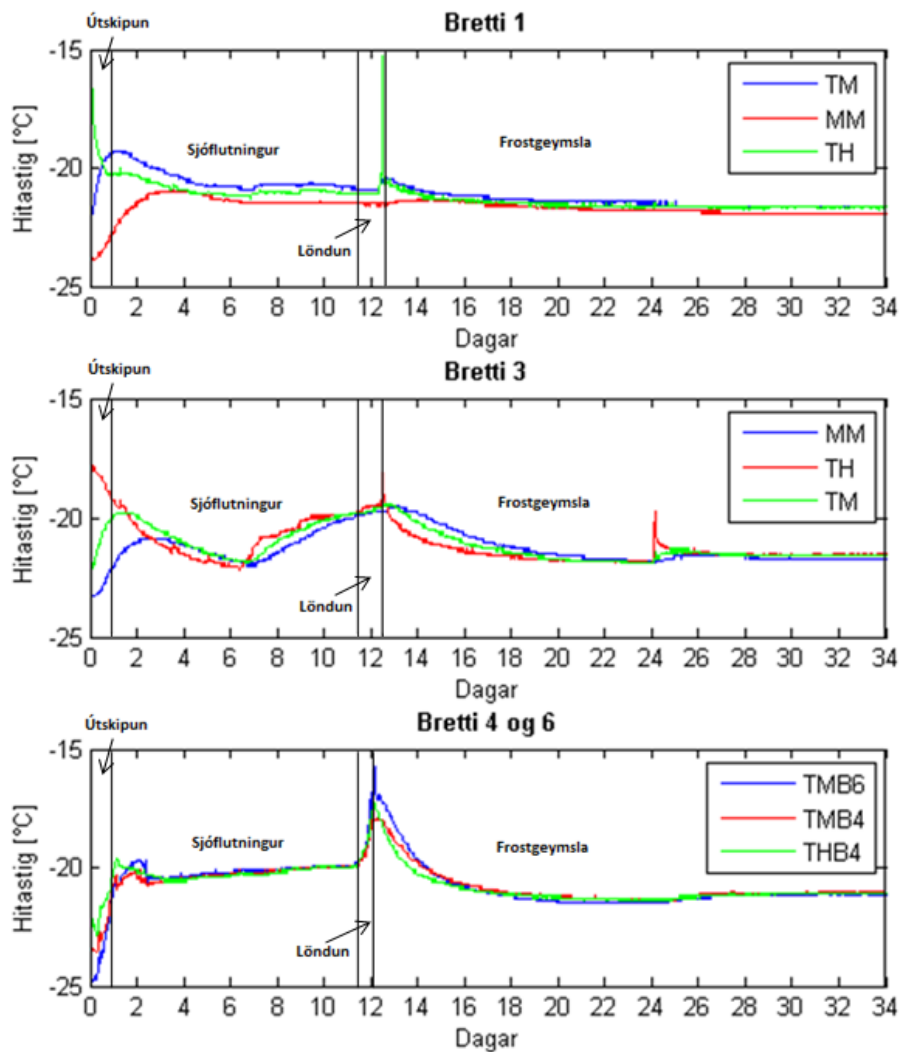 Bretti 1
Útskipun
-15
-20
-25
Hitastig [°C]
Sjóflutningur
Frostgeymsla
Löndun
TM
MM
TH
0 2 4 6 8 10 12 14 16 18 20 22 24 26 28 30 32 34
Dagar
Bretti 3
Útskipun
-15
-20
-25
Hitastig [°C]
Sjóflutningur
Frostgeymsla
Löndun
MM
TH
TM
0 2 4 6 8 10 12 14 16 18 20 22 24 26 28 30 32 34
Dagar
Bretti 4 og 6
Útskipun
-15
-20
-25
Hitastig [°C]
Sjóflutningur
Frostgeymsla
Löndun
TMB6
TMB4
THB4
0 2 4 6 8 10 12 14 16 18 20 22 24 26 28 30 32 34
Dagar